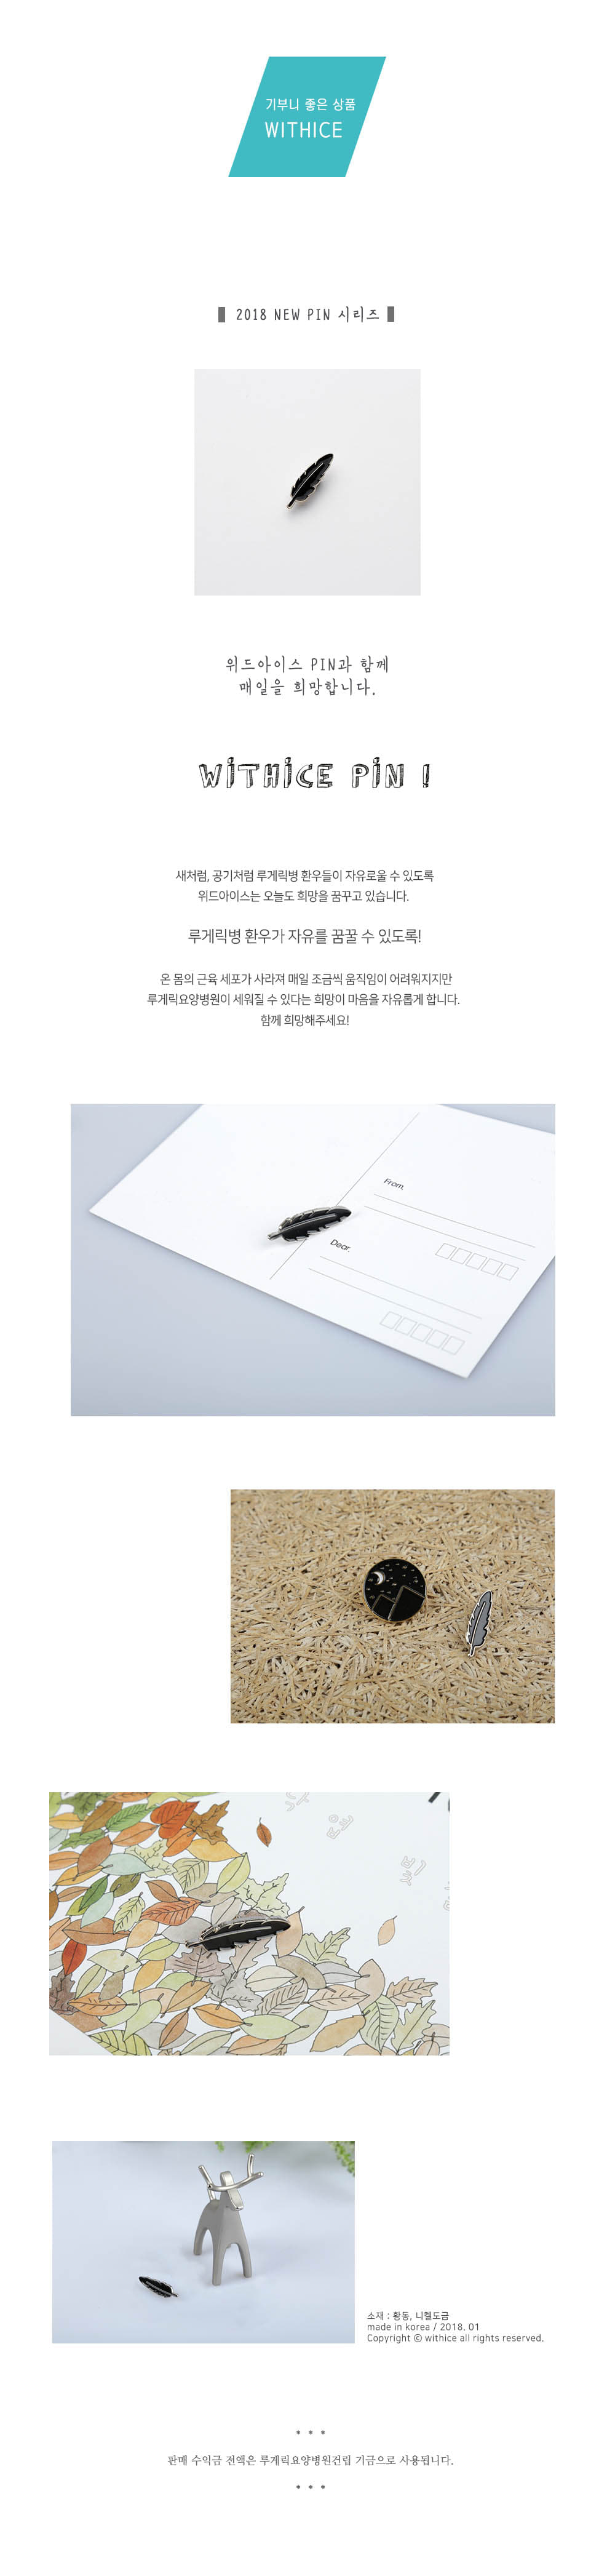 기부니 좋은 상품
WITHICE
2018 NEW PIN 시리즈
위드아이스 PIN과 함께
매일을 희망합니다.
WITHICE PIN !
새처럼, 공기처럼 루게릭병 환우들이 자유로울 수 있도록
위드아이스는 오늘도 희망을 꿈꾸고 있습니다.
루게릭병 환우가 자유를 꿈꿀 수 있도록!
온 몸의 근육 세포가 사라져 매일 조금씩 움직임이 어려워지지만
루게릭요양병원이 세워질 수 있다는 희망이 마음을 자유롭게 합니다.
함께 희망해주세요!
From.
Dear.
소재 : 황동, 니켈도금
made in korea / 2018. 01
Copyright ⓒ withice all rights reserved.
판매 수익금 전액은 루게릭요양병원건립 기금으로 사용됩니다.